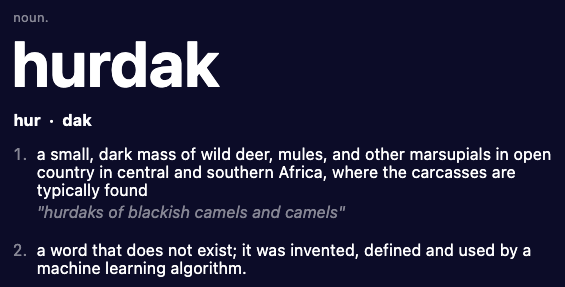 noun.
hurdak
hur · dak
1. a small, dark mass of wild deer, mules, and other marsupials in open
country in central and southern Africa, where the carcasses are
typically found
"hurdaks of blackish camels and camels"
2. a word that does not exist; it was invented, defined and used by a
machine learning algorithm.